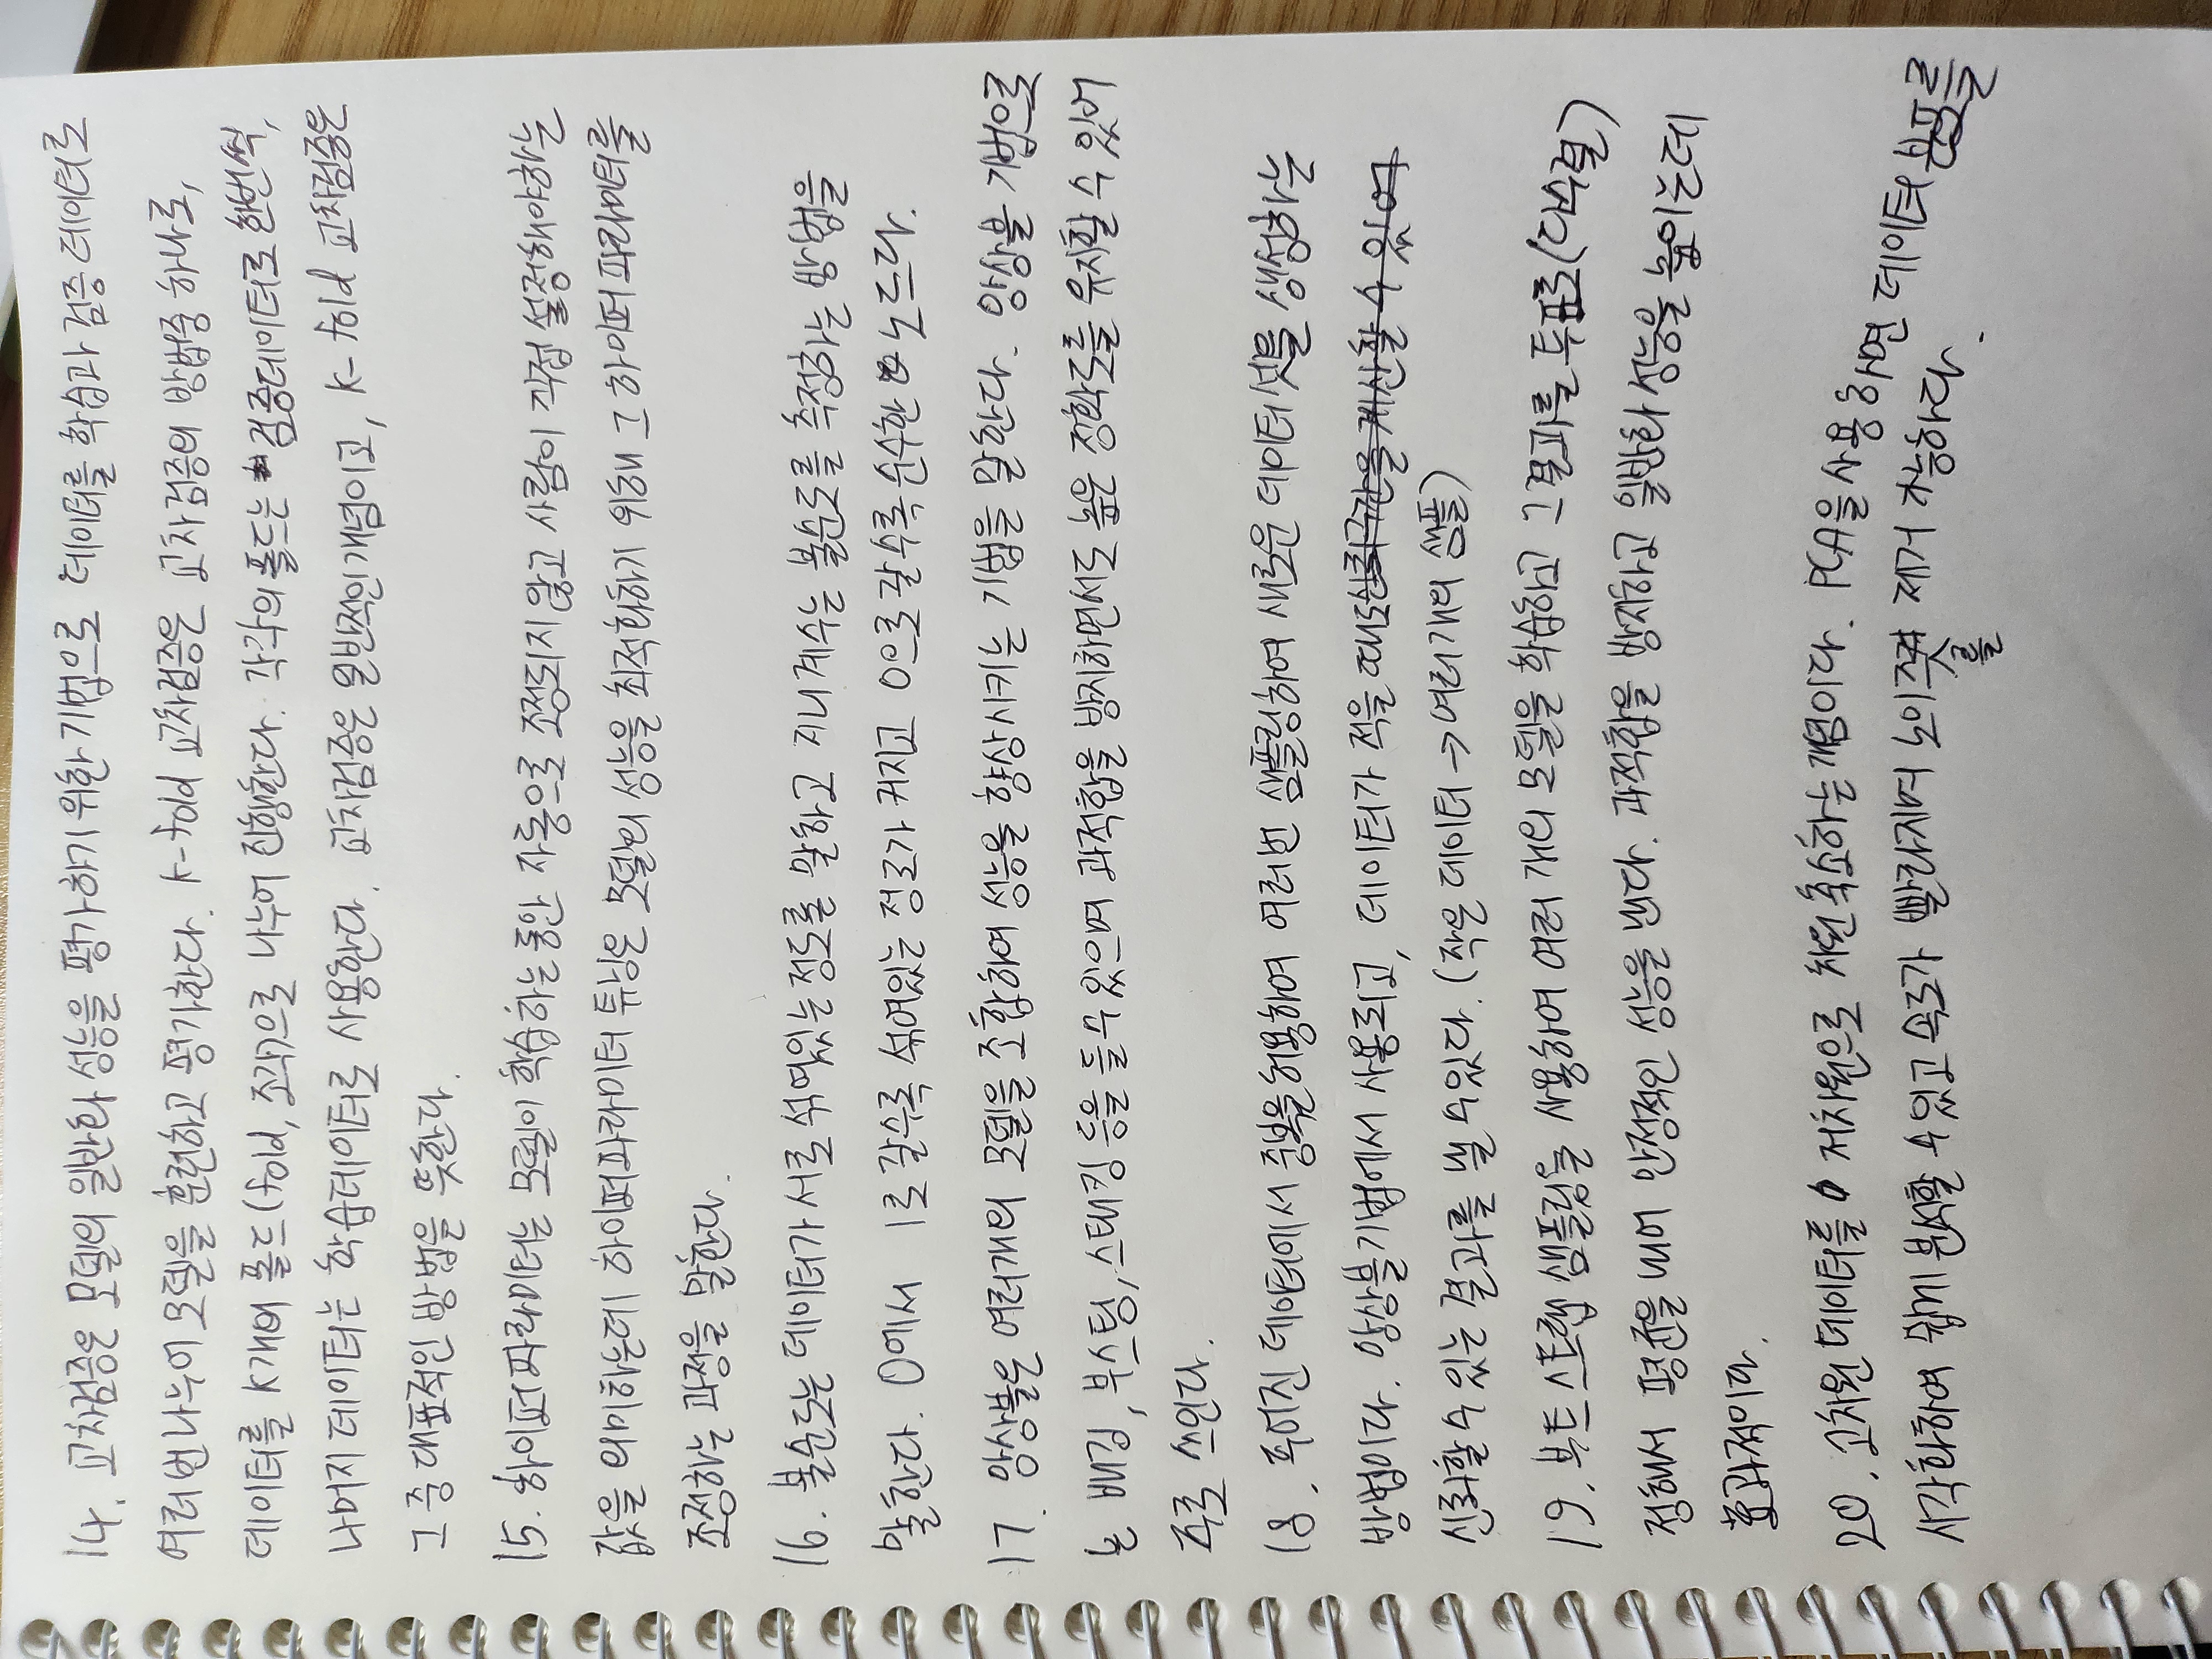 14. 교차검증은 모델의 일반화 성능을 평가하기 위한 기법으로 데이터를 학습과 검증 데이터로
여러 번 나누어 모델을 훈련하고 평가한다. K-fold 교차검증은 교차검증의 방법중 하나로,
데이터를 K개의 폴드(fold, 조각)으로 나누어 진행한다. 각각의 폴드는 검증데이터로 한번씩,
나머지 데이터는 학습데이터로 사용한다. 교차검증은 일반적인 개념이고, K-fold 교차검증은
그 중 대표적인 방법을 뜻한다.
15. 하이퍼파라미터는 모델이 학습하는 동안 자동으로 조정되지 않고 사람이 직접 설정해야하는
값을 의미하는데 하이퍼파라미터 튜닝은 모델의 성능을 최적화하기 위해 그 하이퍼파라미터를
조정하는 과정을 말한다.
16. 불순도는 데이터가 서로 섞여있는 정도를 말하고 지니계수는 불순도를 측정하는 방법을
말한다. 0에서 1로 갈수록 섞여있는 정도가 커지고 0으로 갈수록 순수한 노드다.
17. 앙상블은 여러개의 모델을 조합하여 성능을 향상시키는 기법을 말한다. 앙상블 기법으로
는 배깅, 부스팅, 스태킹 등을 들 수 있으며 과적합을 방지하면서도 높은 정확도를 유지할 수 있어
주로 쓰인다.
18. 주어진 데이터에서 중복을 허용하여 여러번 샘플링하여 새로운 데이터 셋을 생성하는
방법이다. 앙상블 기법에서 사용되고, 데이터가 적을 때도 신뢰구간을 계산할 수 있어
신뢰할 수 있는 결과를 낼 수 있다. (작은 데이터 → 여러개의 샘플)
19. 부트스트랩 샘플링을 사용하여 여러 개의 모델을 학습하고 그 결과를 투표로(다수결)
정해서 평균을 내어 안정적인 성능을 낸다. 과적합을 방지하고 일반화 성능을 높이는데
효과적이다.
20. 고차원 데이터를 저차원으로 차원 축소하는 개념이다. PCA을 사용하면 데이터 분포를
시각화하여 쉽게 분석할 수 있고 속도가 빨라지며 노이즈를 제거 가능하다.